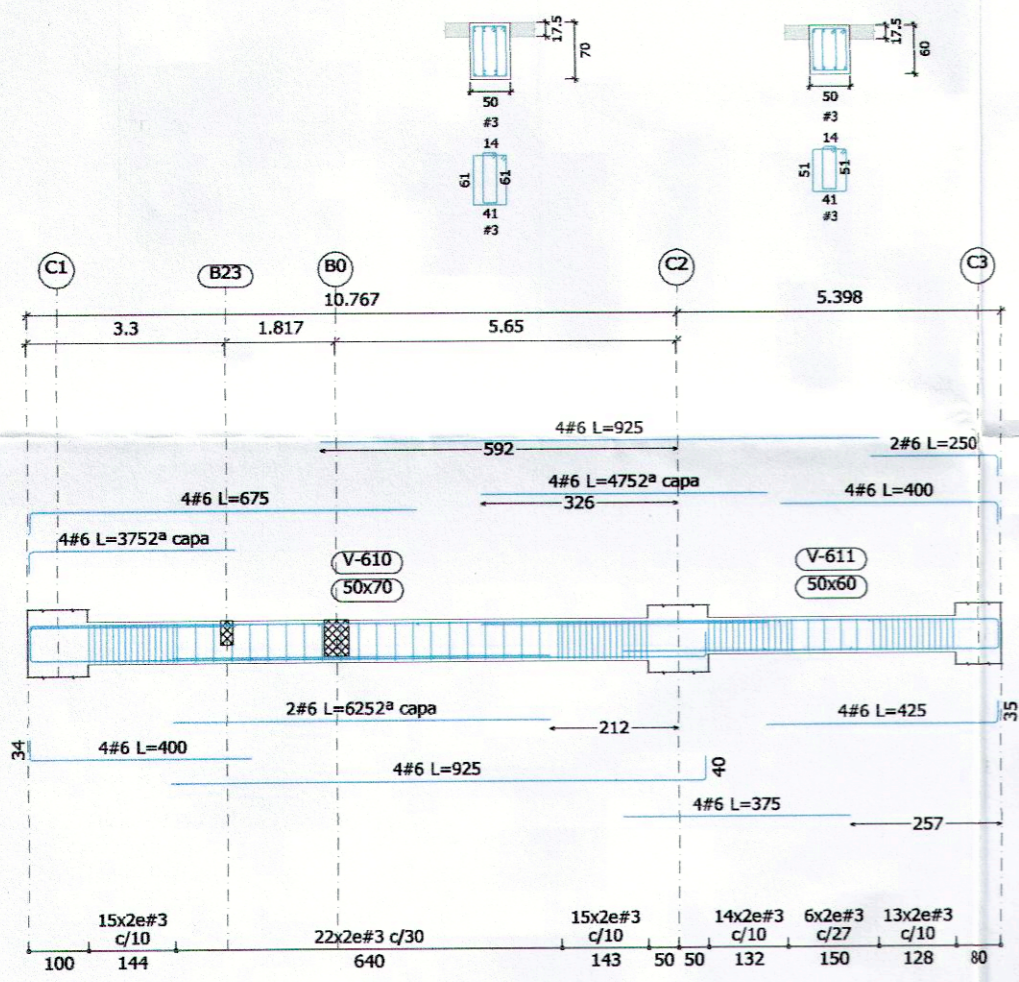 17.5
70
50
#3
14
61
61
41
#3
17.5
60
50
#3
14
51
51
41
#3
C1
B23
B0
C2
C3
10.767
5.398
3.3
1.817
5.65
4#6 L=925
592
2#6 L=250
4#6 L=675
4#6 L=4752ª capa
326
4#6 L=400
4#6 L=3752ª capa
V-610
50x70
V-611
50x60
2#6 L=6252ª capa
212
4#6 L=425
35
34
4#6 L=400
4#6 L=925
40
4#6 L=375
257
15x2e#3
c/10
22x2e#3 c/30
15x2e#3
c/10
14x2e#3
c/10
6x2e#3
c/27
13x2e#3
c/10
100
144
640
143
50
50
132
150
128
80